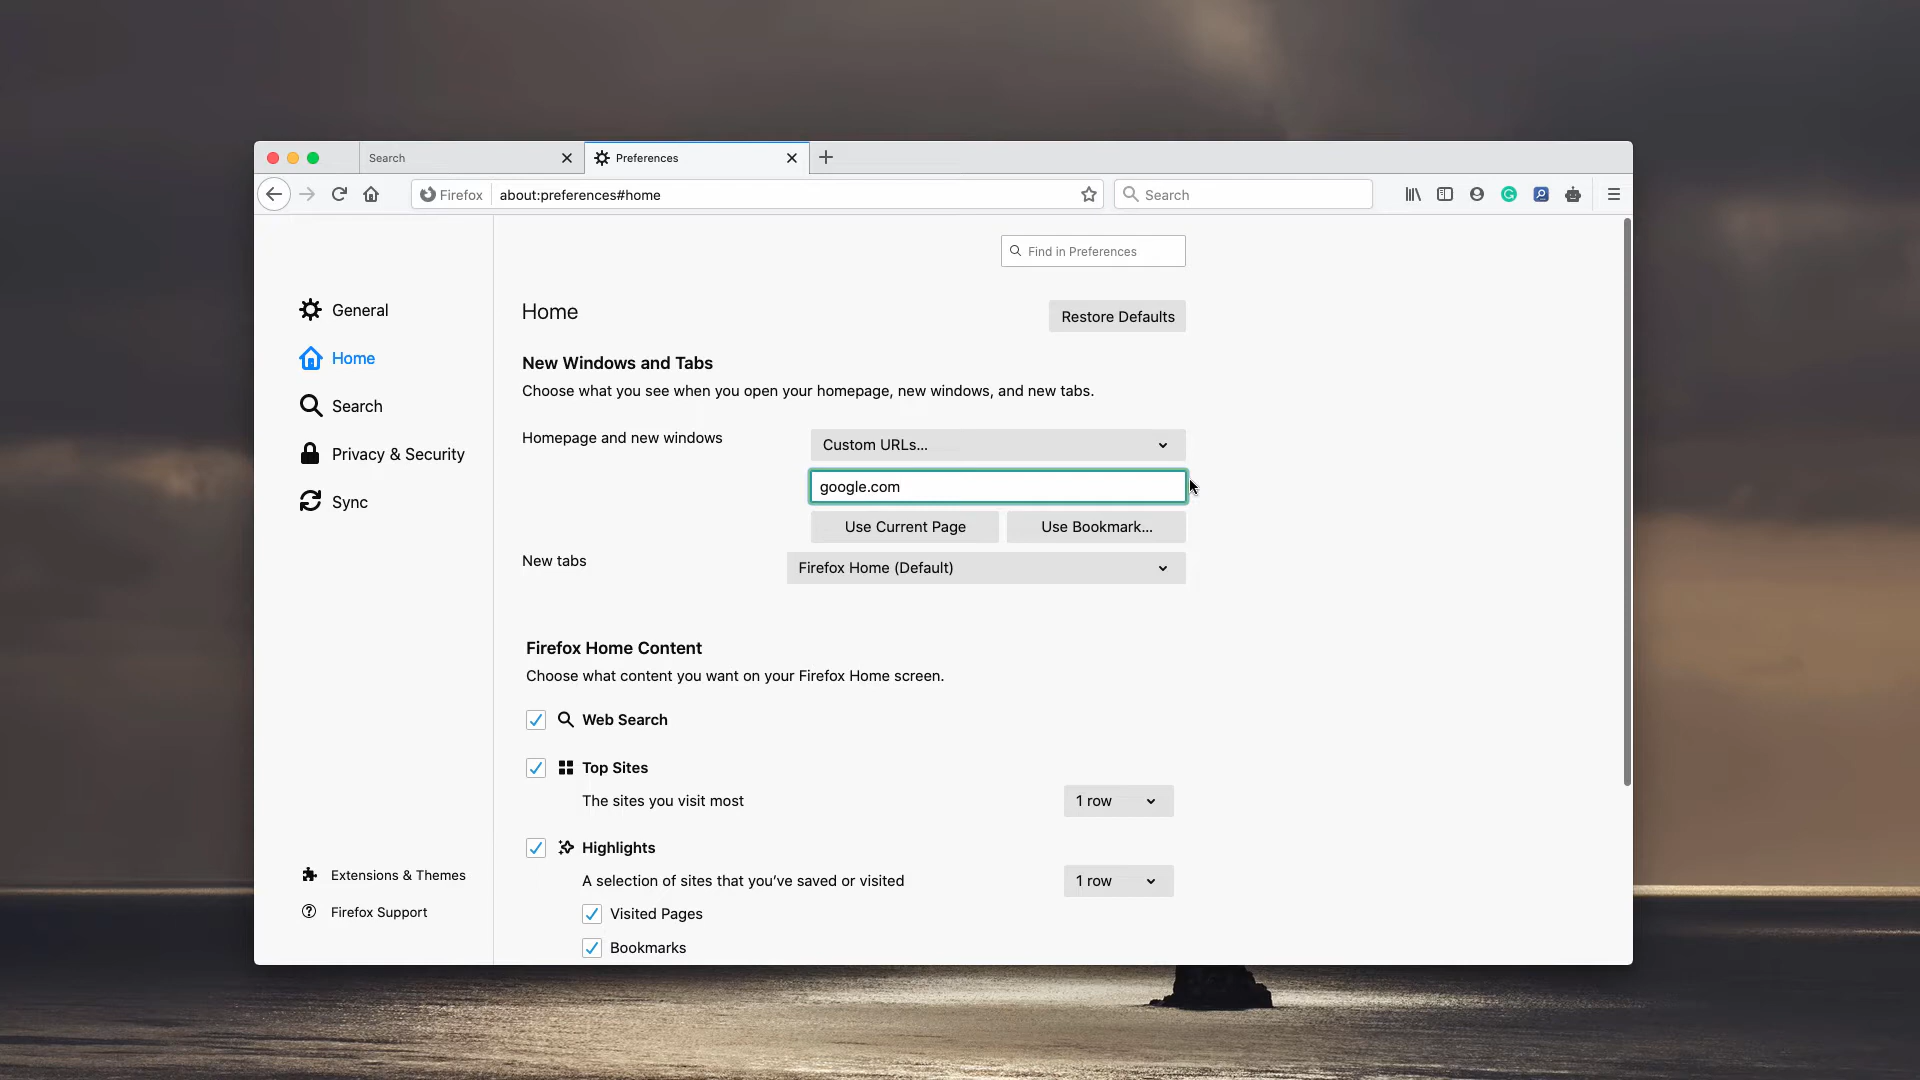 Search
Preferences
Firefox
about:preferences#home
Search
Find in Preferences
General
Home
Search
Privacy & Security
Sync
Extensions & Themes
Firefox Support
Home
Restore Defaults
New Windows and Tabs
Choose what you see when you open your homepage, new windows, and new tabs.
Homepage and new windows
Custom URLs...
google.com
Use Current Page
Use Bookmark...
New tabs
Firefox Home (Default)
Firefox Home Content
Choose what content you want on your Firefox Home screen.
Web Search
Top Sites
The sites you visit most
1 row
Highlights
A selection of sites that you've saved or visited
1 row
Visited Pages
Bookmarks